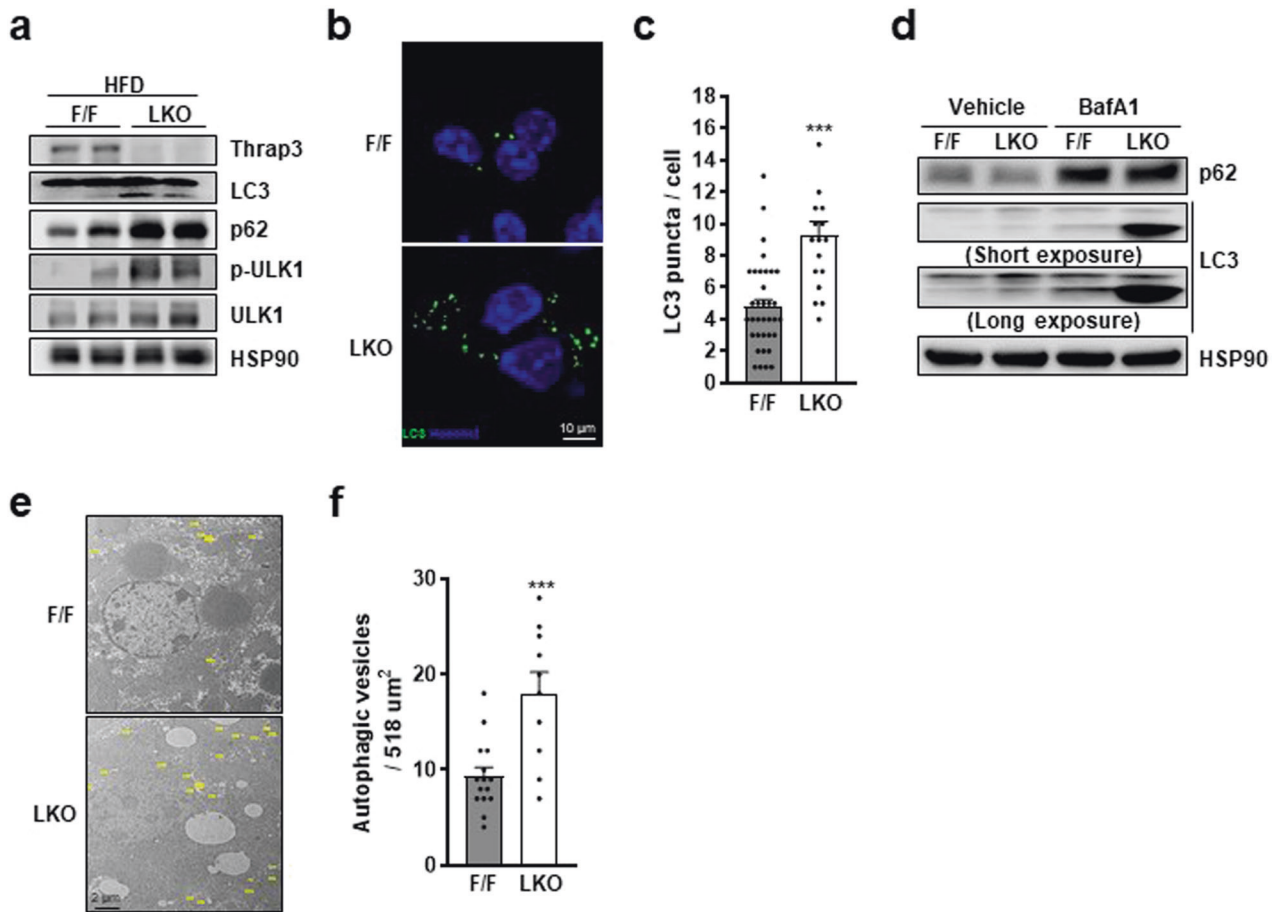 a
HFD
F/F LKO
Thrap3
LC3
p62
p-ULK1
ULK1
HSP90
b
F/F
LKO
LC3 Hoechst
10 µm
c
LC3 puncta / cell
18
16
14
12
10
8
6
4
2
0
***
F/F LKO
d
Vehicle BafA1
F/F LKO F/F LKO
p62
(Short exposure)
LC3
(Long exposure)
HSP90
e
F/F
LKO
2 µm
f
Autophagic vesicles
/ 518 um²
30
20
10
0
***
F/F LKO